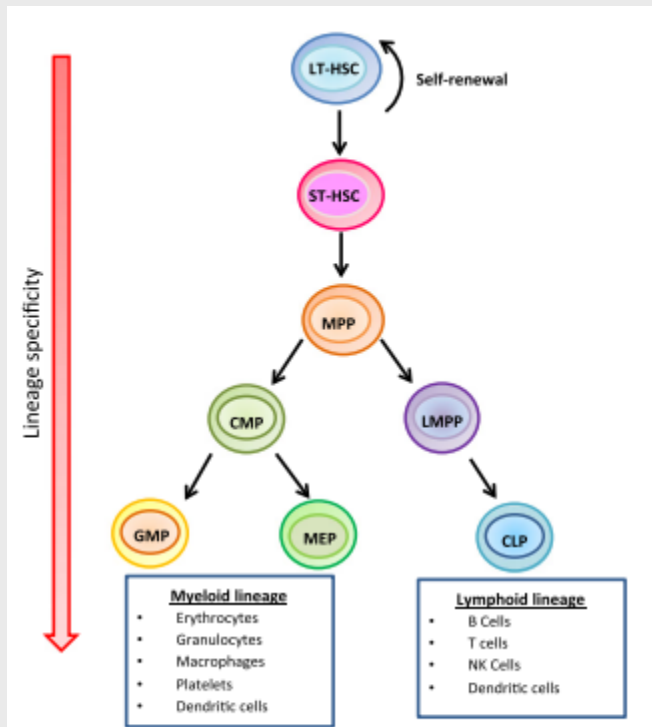 LT-HSC
Self-renewal
ST-HSC
Lineage specificity
MPP
CMP
LMPP
GMP
MEP
CLP
Myeloid lineage
• Erythrocytes
• Granulocytes
• Macrophages
• Platelets
• Dendritic cells
Lymphoid lineage
• B Cells
• T cells
• NK Cells
• Dendritic cells